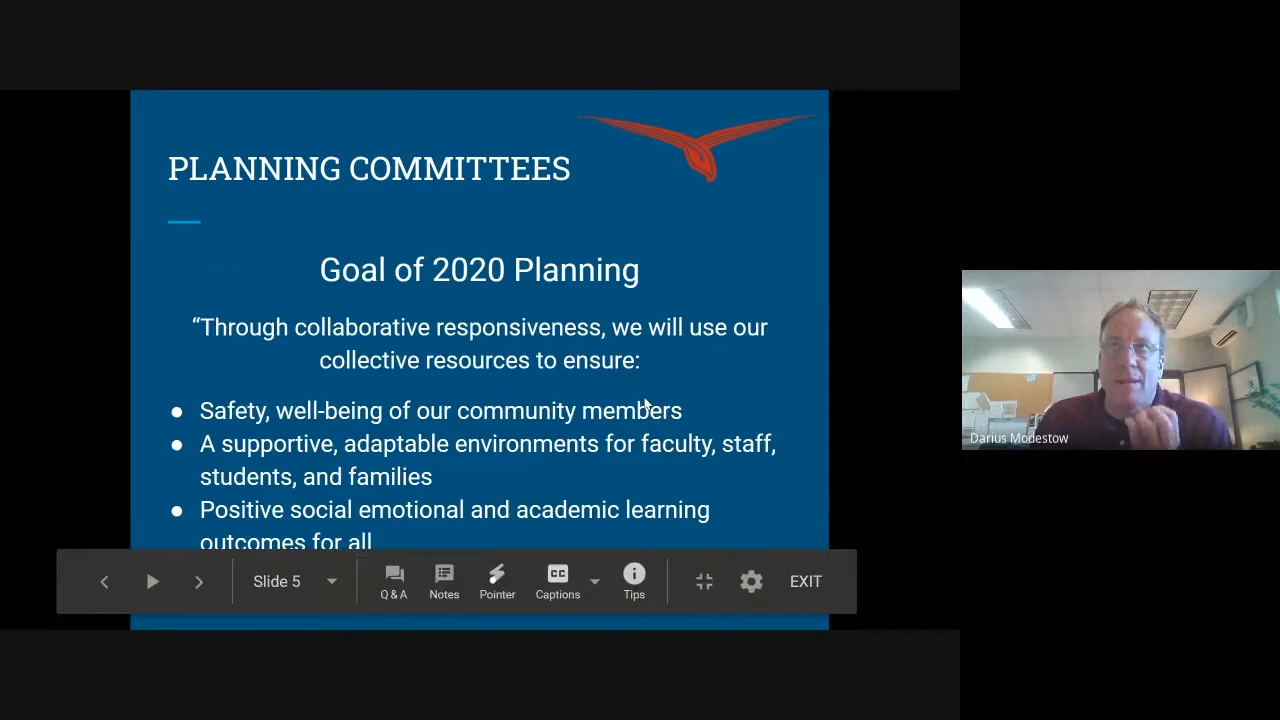 PLANNING COMMITTEES
Goal of 2020 Planning
“Through collaborative responsiveness, we will use our
collective resources to ensure:
● Safety, well-being of our community members
● A supportive, adaptable environments for faculty, staff,
students, and families
● Positive social emotional and academic learning
outcomes for all
Slide 5
Q & A
Notes
Pointer
CC
Captions
Tips
EXIT
Darius Modestow